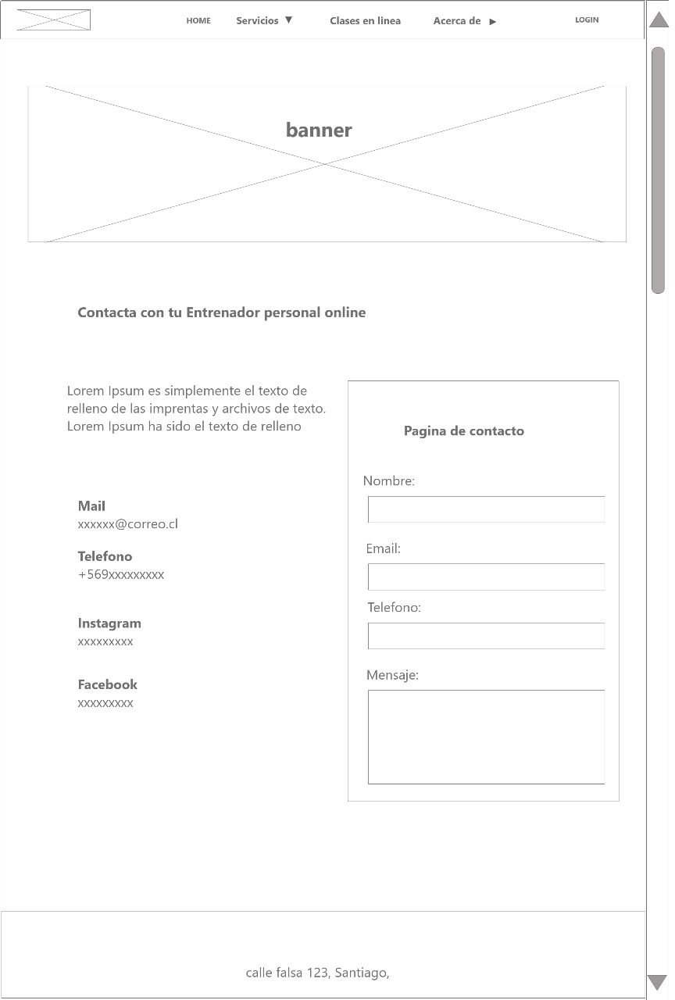 HOME Servicios ▼ Clases en linea Acerca de ▶ LOGIN
banner
Contacta con tu Entrenador personal online
Lorem Ipsum es simplemente el texto de
relleno de las imprentas y archivos de texto.
Lorem Ipsum ha sido el texto de relleno
Mail
xxxxxx@correo.cl
Telefono
+569xxxxxxxxx
Instagram
xxxxxxxxx
Facebook
xxxxxxxxx
Pagina de contacto
Nombre:
Email:
Telefono:
Mensaje:
calle falsa 123, Santiago,